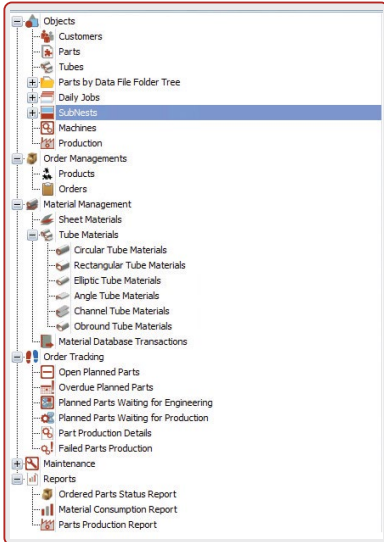 Objects
Customers
Parts
Tubes
Parts by Data File Folder Tree
Daily Jobs
SubNests
Machines
Production
Order Managements
Products
Orders
Material Management
Sheet Materials
Tube Materials
Circular Tube Materials
Rectangular Tube Materials
Elliptic Tube Materials
Angle Tube Materials
Channel Tube Materials
Obround Tube Materials
Material Database Transactions
Order Tracking
Open Planned Parts
Overdue Planned Parts
Planned Parts Waiting for Engineering
Planned Parts Waiting for Production
Part Production Details
Failed Parts Production
Maintenance
Reports
Ordered Parts Status Report
Material Consumption Report
Parts Production Report